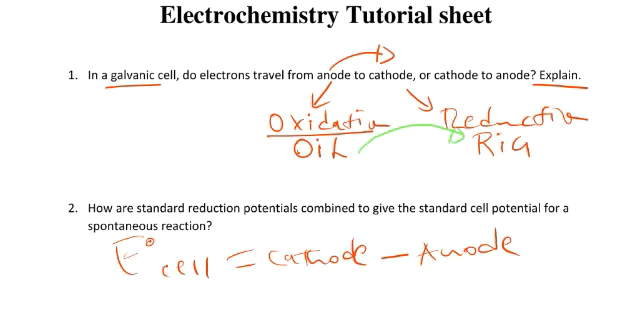 Electrochemistry Tutorial sheet
1. In a galvanic cell, do electrons travel from anode to cathode, or cathode to anode? Explain.
Oxidation Reduction
OiL RiG
2. How are standard reduction potentials combined to give the standard cell potential for a
spontaneous reaction?
E° cell = Cathode - Anode